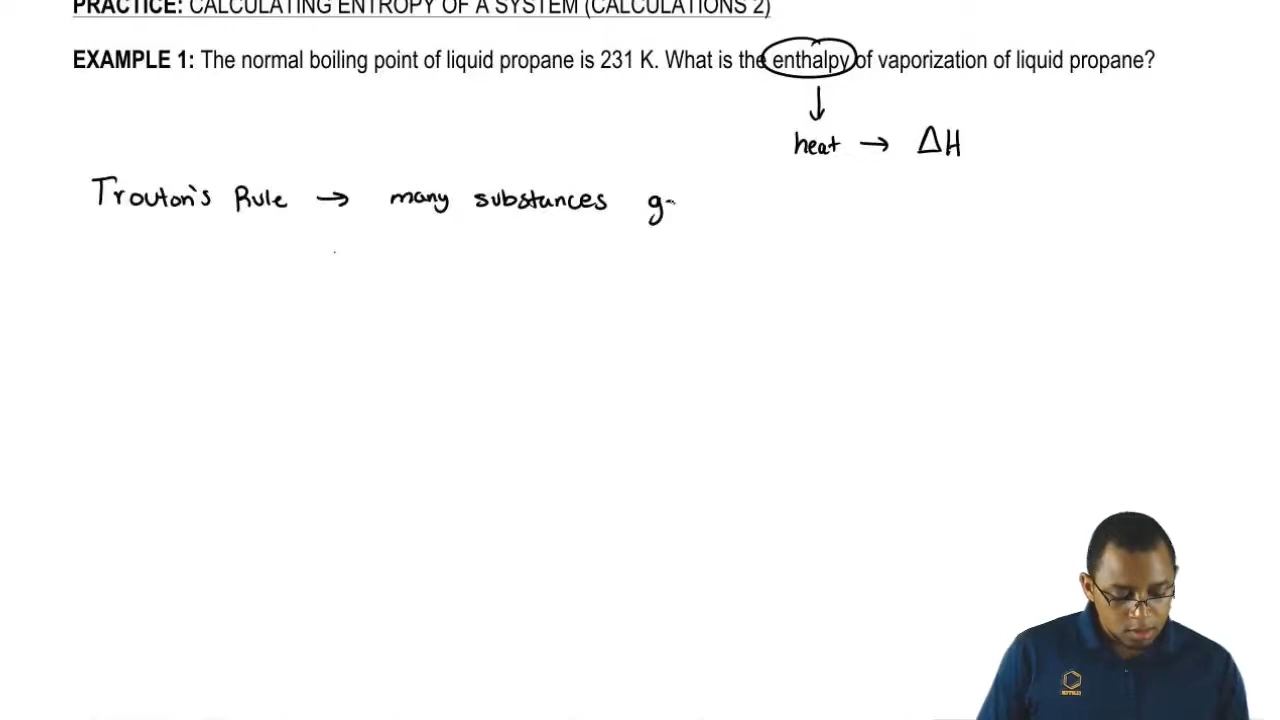 PRACTICE: CALCULATING ENTROPY OF A SYSTEM (CALCULATIONS 2)
EXAMPLE 1: The normal boiling point of liquid propane is 231 K. What is the enthalpy of vaporization of liquid propane?
heat → ΔH
Trouton's Rule → many substances g